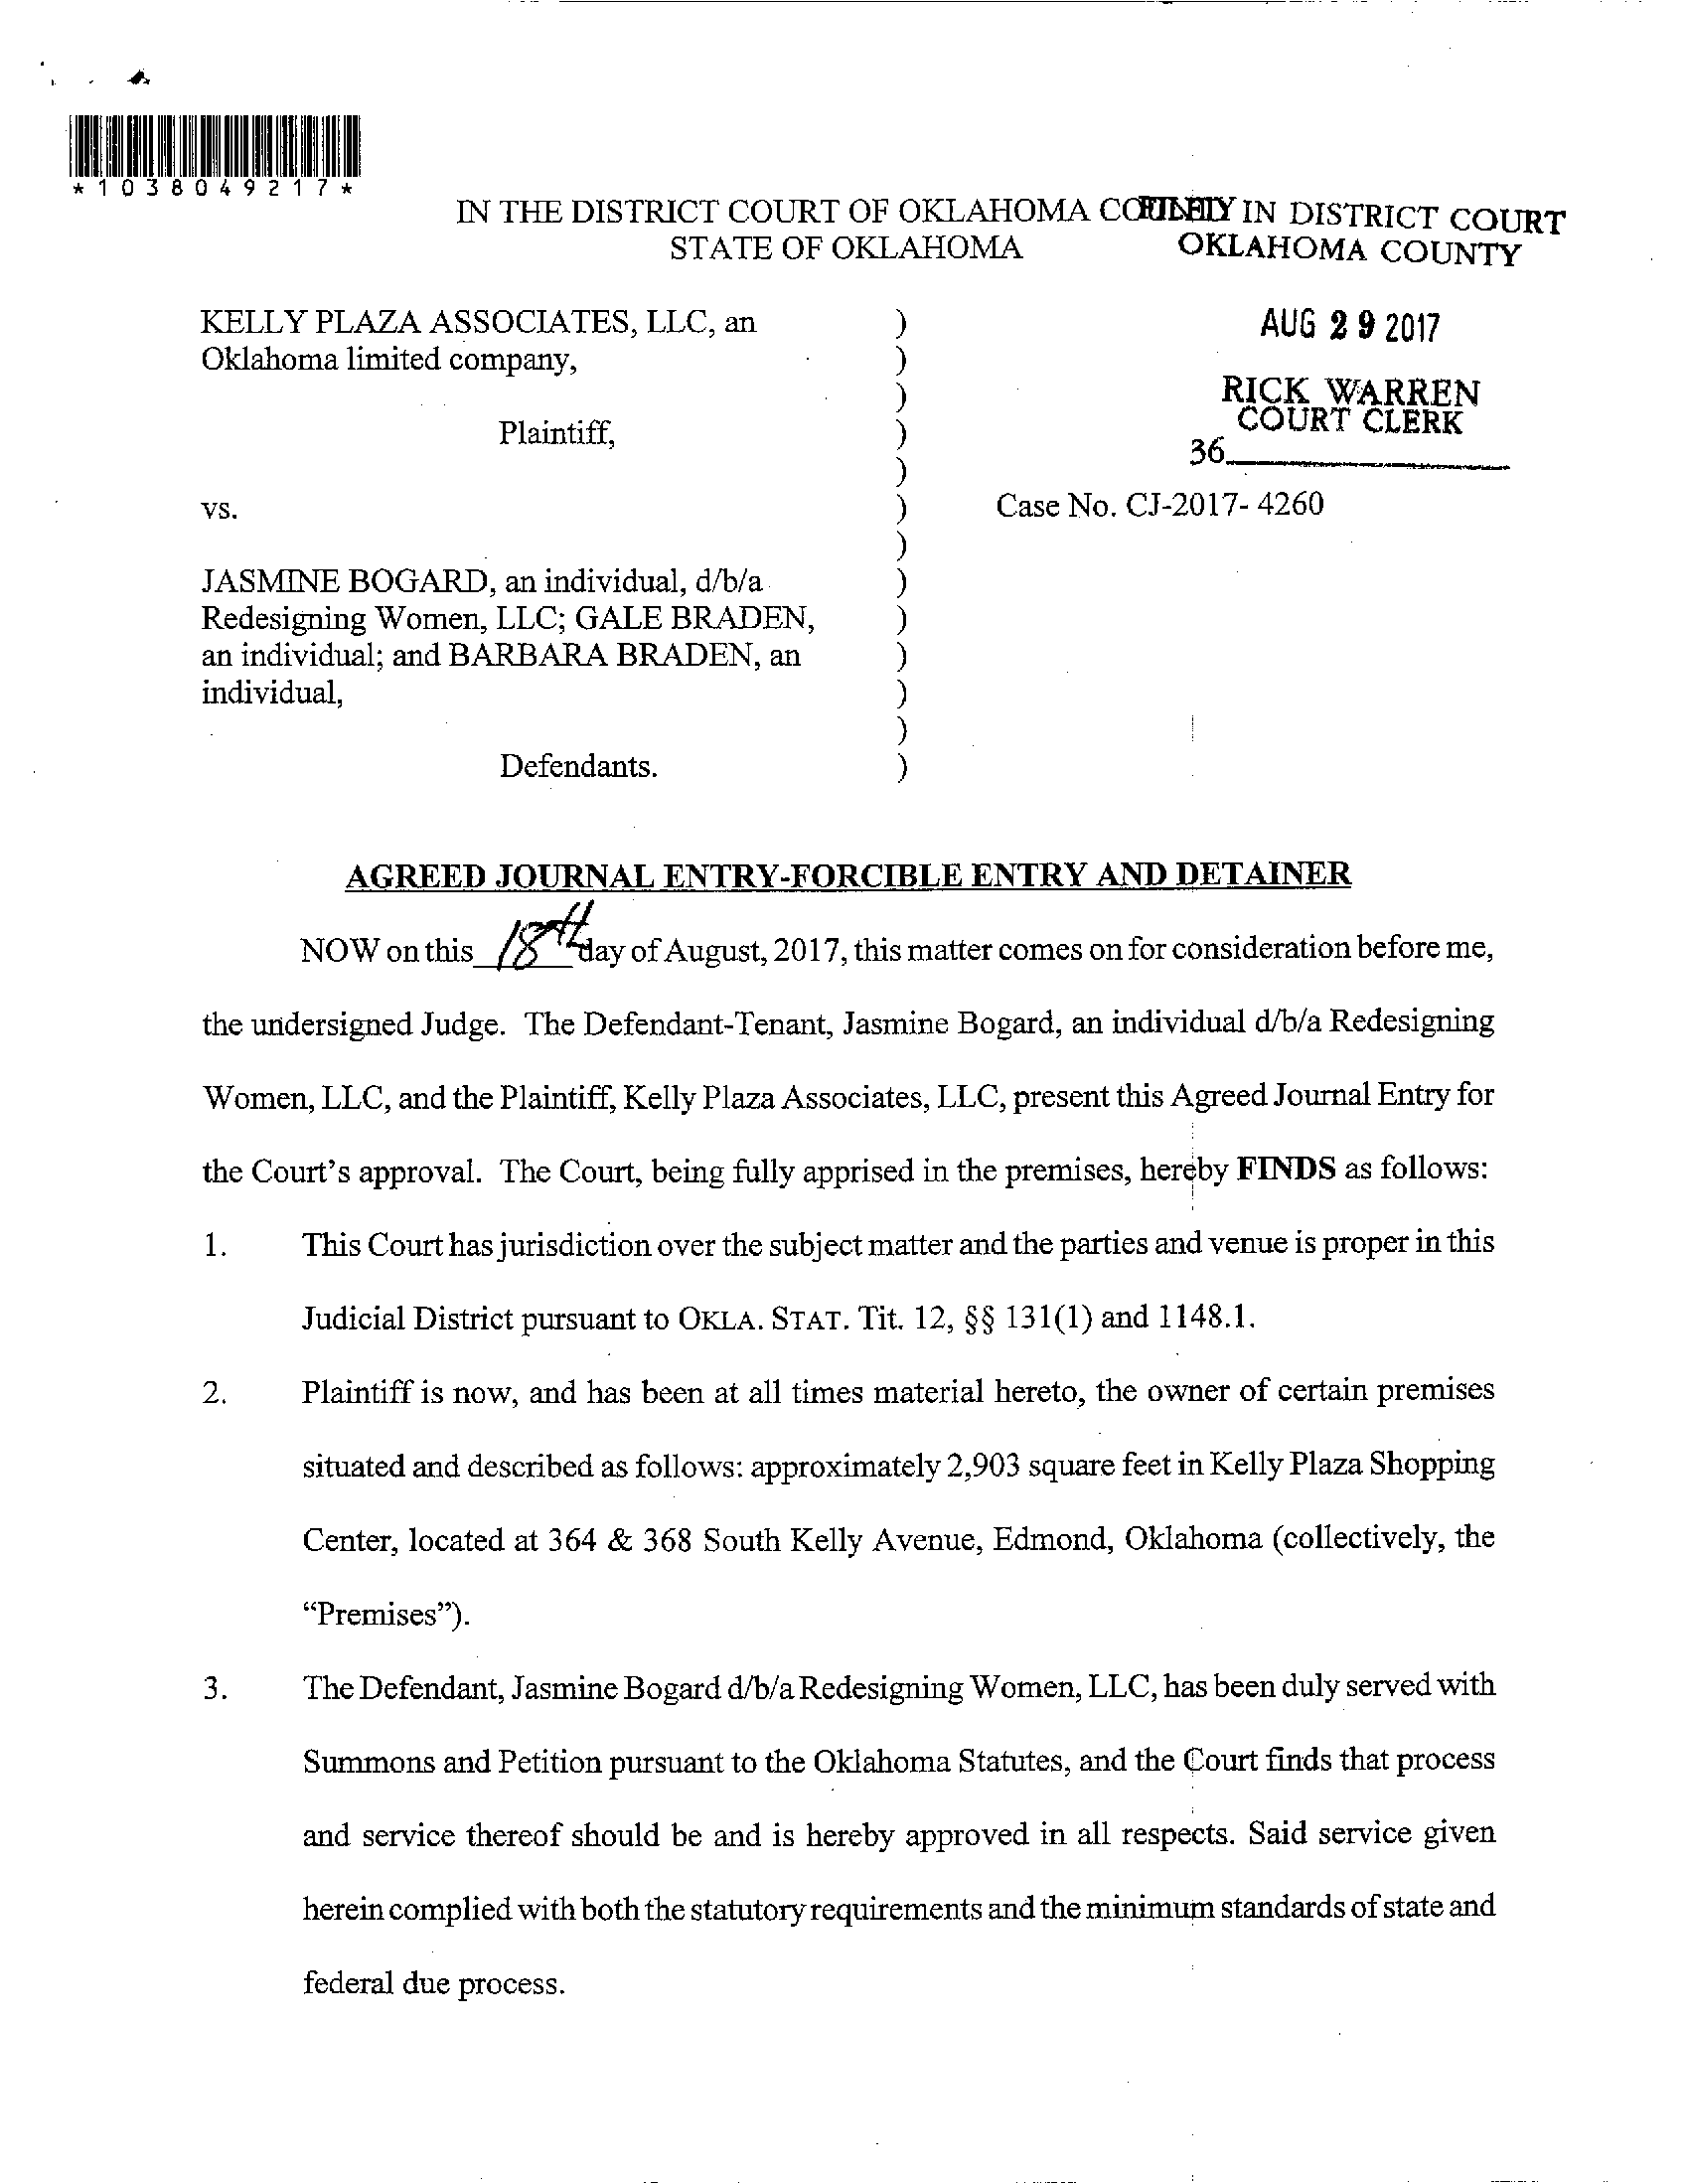 *1038049217*
IN THE DISTRICT COURT OF OKLAHOMA COUNTY
STATE OF OKLAHOMA
FILED IN DISTRICT COURT
OKLAHOMA COUNTY
AUG 29 2017
RICK WARREN
COURT CLERK
36
KELLY PLAZA ASSOCIATES, LLC, an )
Oklahoma limited company, )
)
Plaintiff, )
)
vs. ) Case No. CJ-2017- 4260
)
JASMINE BOGARD, an individual, d/b/a )
Redesigning Women, LLC; GALE BRADEN, )
an individual; and BARBARA BRADEN, an )
individual, )
)
Defendants. )
AGREED JOURNAL ENTRY-FORCIBLE ENTRY AND DETAINER
NOW on this 18th day of August, 2017, this matter comes on for consideration before me,
the undersigned Judge. The Defendant-Tenant, Jasmine Bogard, an individual d/b/a Redesigning
Women, LLC, and the Plaintiff, Kelly Plaza Associates, LLC, present this Agreed Journal Entry for
the Court's approval. The Court, being fully apprised in the premises, hereby FINDS as follows:
1. This Court has jurisdiction over the subject matter and the parties and venue is proper in this
Judicial District pursuant to OKLA. STAT. Tit. 12, §§ 131(1) and 1148.1.
2. Plaintiff is now, and has been at all times material hereto, the owner of certain premises
situated and described as follows: approximately 2,903 square feet in Kelly Plaza Shopping
Center, located at 364 & 368 South Kelly Avenue, Edmond, Oklahoma (collectively, the
“Premises”).
3. The Defendant, Jasmine Bogard d/b/a Redesigning Women, LLC, has been duly served with
Summons and Petition pursuant to the Oklahoma Statutes, and the Court finds that process
and service thereof should be and is hereby approved in all respects. Said service given
herein complied with both the statutory requirements and the minimum standards of state and
federal due process.